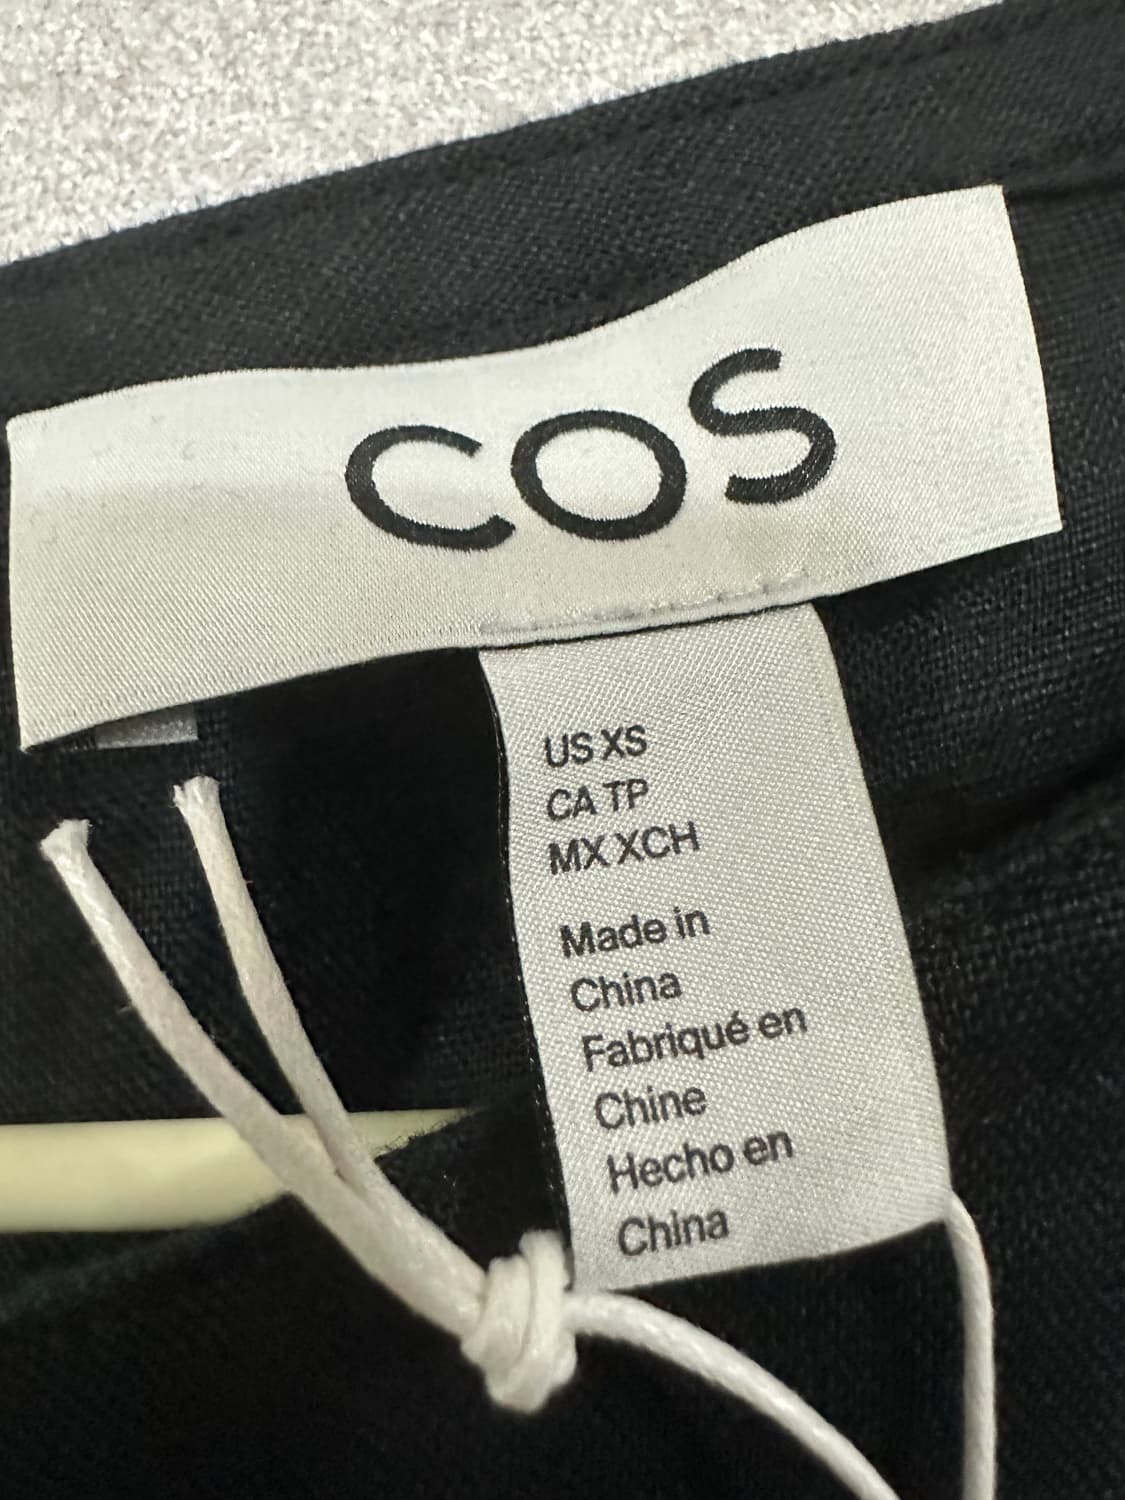 COS
US XS
CA TP
MX XCH
Made in
China
Fabriqué en
Chine
Hecho en
China